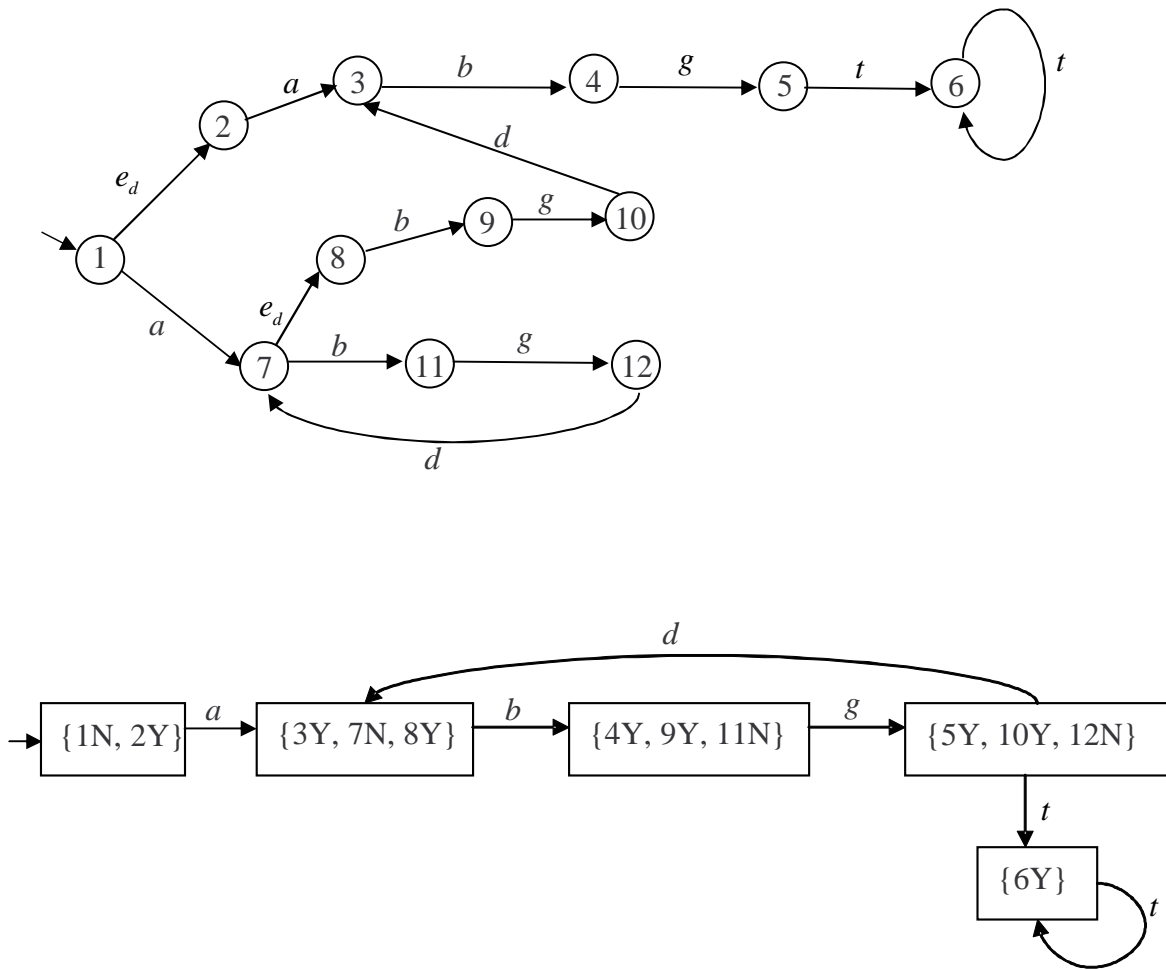 3 b 4 g 5 t 6 t
a
2
d
e_d
b 9 g 10
1 8
e_d
a
7 b 11 g 12
d
d
{1N, 2Y} a {3Y, 7N, 8Y} b {4Y, 9Y, 11N} g {5Y, 10Y, 12N}
t
{6Y}
t